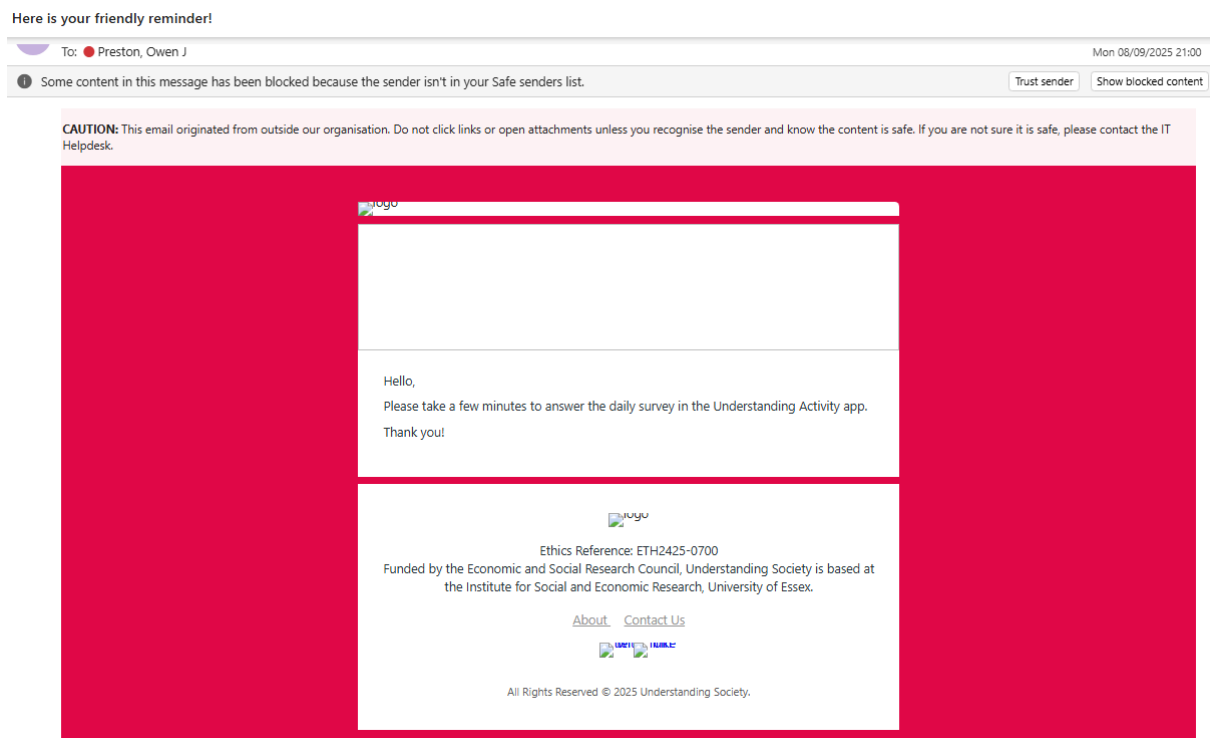 Here is your friendly reminder!
To: Preston, Owen J
Mon 08/09/2025 21:00
Some content in this message has been blocked because the sender isn't in your Safe senders list.
Trust sender
Show blocked content
CAUTION: This email originated from outside our organisation. Do not click links or open attachments unless you recognise the sender and know the content is safe. If you are not sure it is safe, please contact the IT
Helpdesk.
logo
Hello,
Please take a few minutes to answer the daily survey in the Understanding Activity app.
Thank you!
logo
Ethics Reference: ETH2425-0700
Funded by the Economic and Social Research Council, Understanding Society is based at
the Institute for Social and Economic Research, University of Essex.
About Contact Us
All Rights Reserved © 2025 Understanding Society.